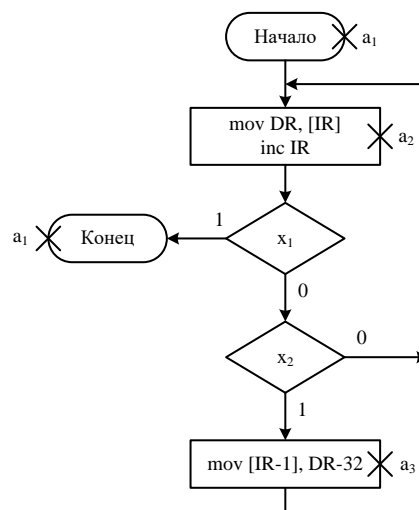 Начало
a1
mov DR, [IR]
inc IR
a2
1
x1
a1
Конец
0
0
x2
1
mov [IR-1], DR-32
a3